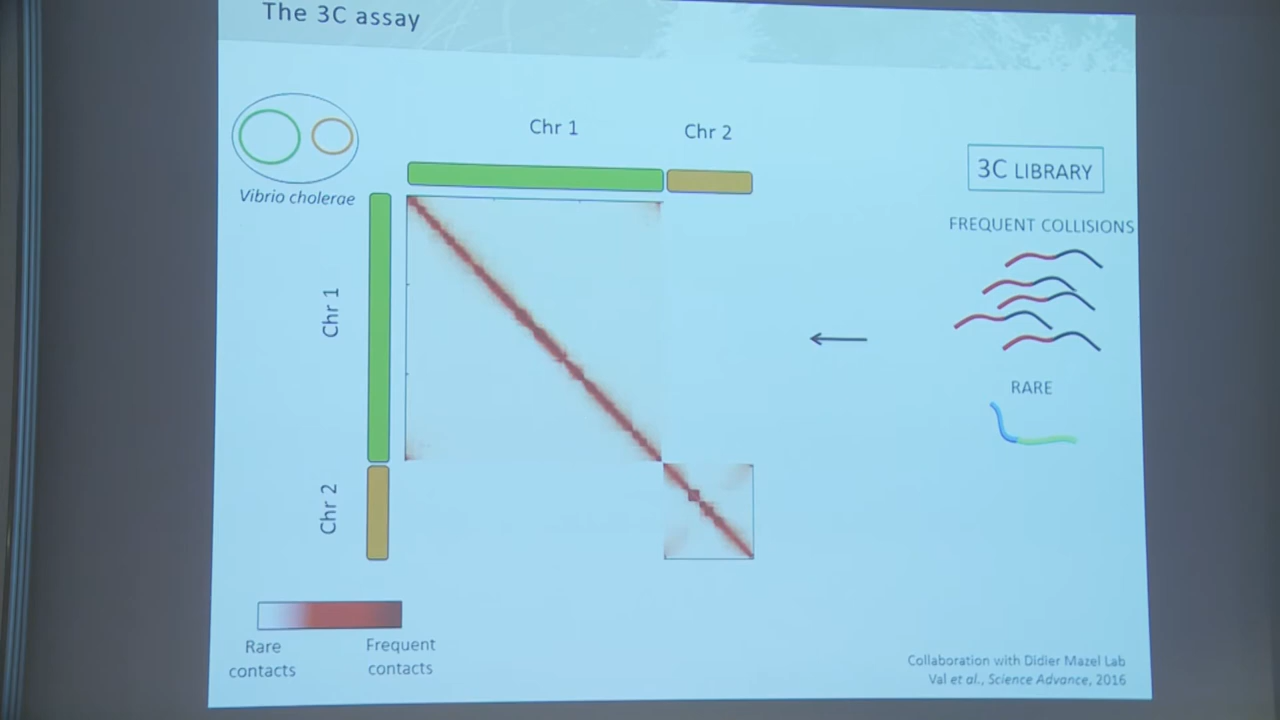 The 3C assay
Chr 1
Chr 2
Vibrio cholerae
Chr 1
Chr 2
3C LIBRARY
FREQUENT COLLISIONS
RARE
Rare
contacts
Frequent
contacts
Collaboration with Didier Mazel Lab
Val et al., Science Advance, 2016